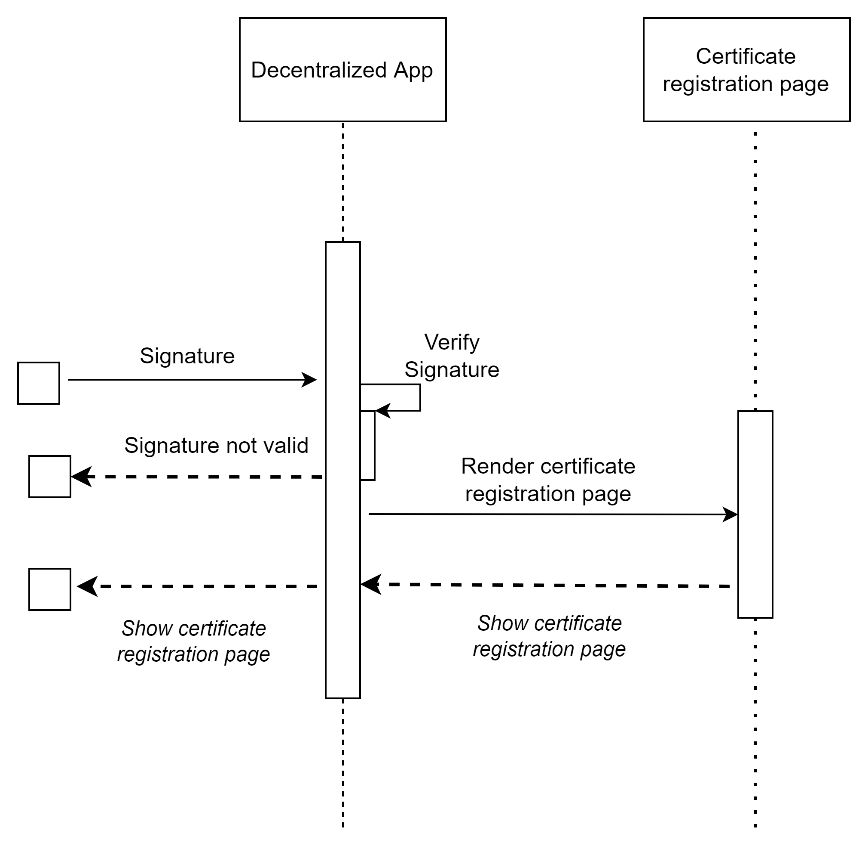 Decentralized App
Certificate
registration page
Signature
Verify
Signature
Signature not valid
Render certificate
registration page
Show certificate
registration page
Show certificate
registration page